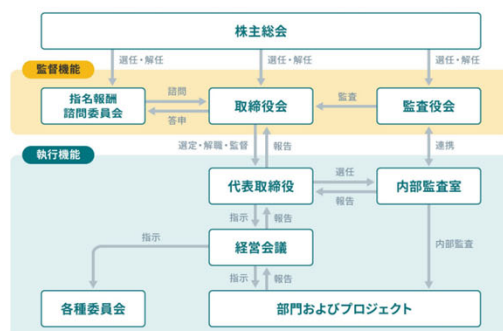 株主総会
選任・解任
選任・解任
選任・解任
監督機能
指名報酬
諮問委員会
諮問
答申
取締役会
監査
監査役会
選定・解職・監督
報告
連携
執行機能
代表取締役
選任
報告
内部監査室
指示
報告
指示
経営会議
内部監査
指示
報告
各種委員会
部門およびプロジェクト